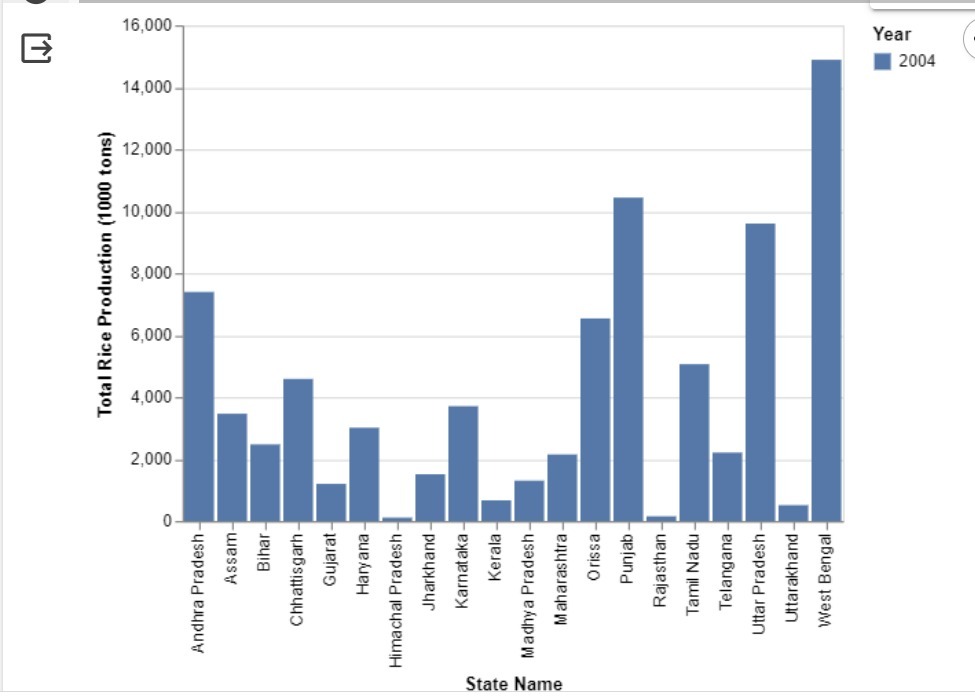 16,000
14,000
12,000
10,000
8,000
6,000
4,000
2,000
0
Total Rice Production (1000 tons)
Andhra Pradesh
Assam
Bihar
Chhattisgarh
Gujarat
Haryana
Himachal Pradesh
Jharkhand
Karnataka
Kerala
Madhya Pradesh
Maharashtra
Orissa
Punjab
Rajasthan
Tamil Nadu
Telangana
Uttar Pradesh
Uttarakhand
West Bengal
State Name
Year
2004